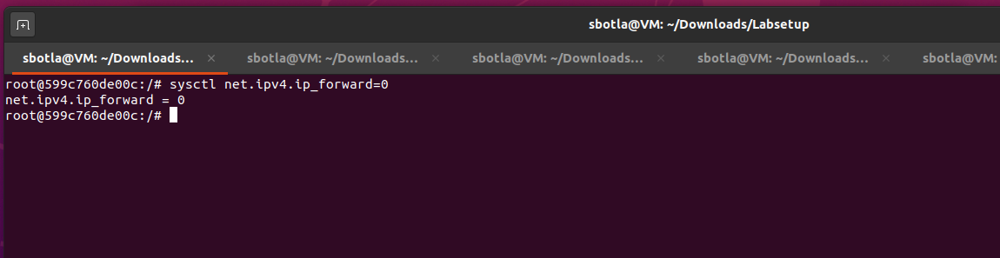 sbotla@VM: ~/Downloads/Labsetup
sbotla@VM: ~/Downloads... × sbotla@VM: ~/Downloads... × sbotla@VM: ~/Downloads... × sbotla@VM: ~/Downloads... × sbotla@VM:
root@599c760de00c:/# sysctl net.ipv4.ip_forward=0
net.ipv4.ip_forward = 0
root@599c760de00c:/#